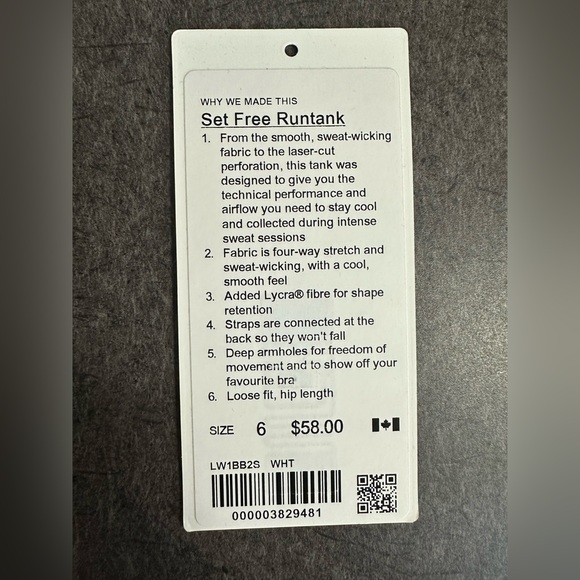 WHY WE MADE THIS
Set Free Runtank
1. From the smooth, sweat-wicking
fabric to the laser-cut
perforation, this tank was
designed to give you the
technical performance and
airflow you need to stay cool
and collected during intense
sweat sessions
2. Fabric is four-way stretch and
sweat-wicking, with a cool,
smooth feel
3. Added Lycra® fibre for shape
retention
4. Straps are connected at the
back so they won't fall
5. Deep armholes for freedom of
movement and to show off your
favourite bra
6. Loose fit, hip length
SIZE 6 $58.00
LW1BB2S WHT
000003829481